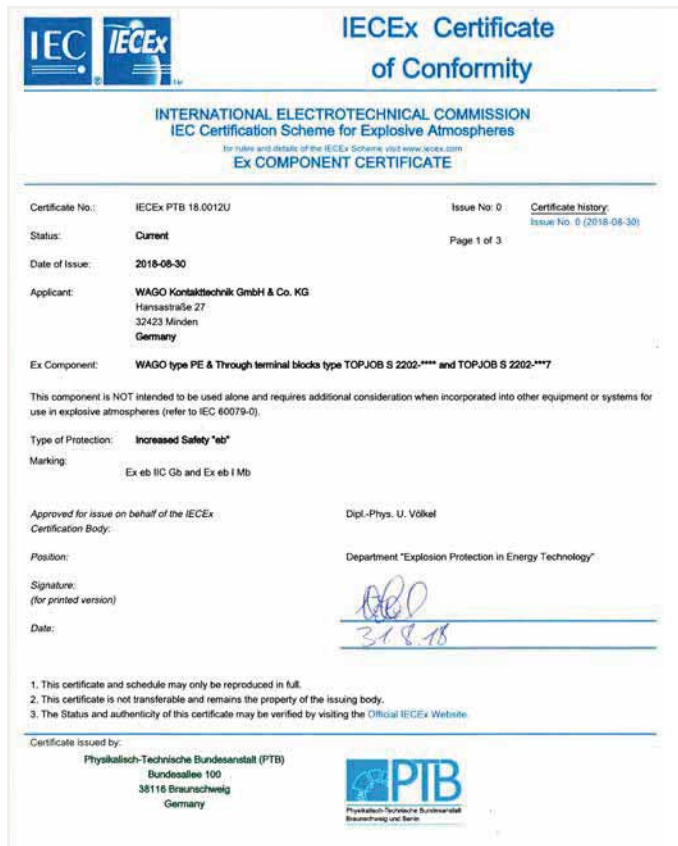 IEC
IECEx
®
IECEx Certificate
of Conformity
INTERNATIONAL ELECTROTECHNICAL COMMISSION
IEC Certification Scheme for Explosive Atmospheres
for rules and details of the IECEx Scheme visit www.iecex.com
Ex COMPONENT CERTIFICATE
Certificate No.: IECEx PTB 18.0012U Issue No: 0 Certificate history:
Issue No. 0 (2018-08-30)
Status: Current
Page 1 of 3
Date of Issue: 2018-08-30
Applicant: WAGO Kontakttechnik GmbH & Co. KG
Hansastraße 27
32423 Minden
Germany
Ex Component: WAGO type PE & Through terminal blocks type TOPJOB S 2202-**** and TOPJOB S 2202-***7
This component is NOT intended to be used alone and requires additional consideration when incorporated into other equipment or systems for
use in explosive atmospheres (refer to IEC 60079-0).
Type of Protection: Increased Safety "eb"
Marking:
Ex eb IIC Gb and Ex eb I Mb
Approved for issue on behalf of the IECEx Dipl.-Phys. U. Völkel
Certification Body:
Position: Department "Explosion Protection in Energy Technology"
Signature:
(for printed version)
Date: 31.8.18
1. This certificate and schedule may only be reproduced in full.
2. This certificate is not transferable and remains the property of the issuing body.
3. The Status and authenticity of this certificate may be verified by visiting the Official IECEx Website.
Certificate issued by:
Physikalisch-Technische Bundesanstalt (PTB)
Bundesallee 100
38116 Braunschweig
Germany
PTB
Physikalisch-Technische Bundesanstalt
Braunschweig und Berlin